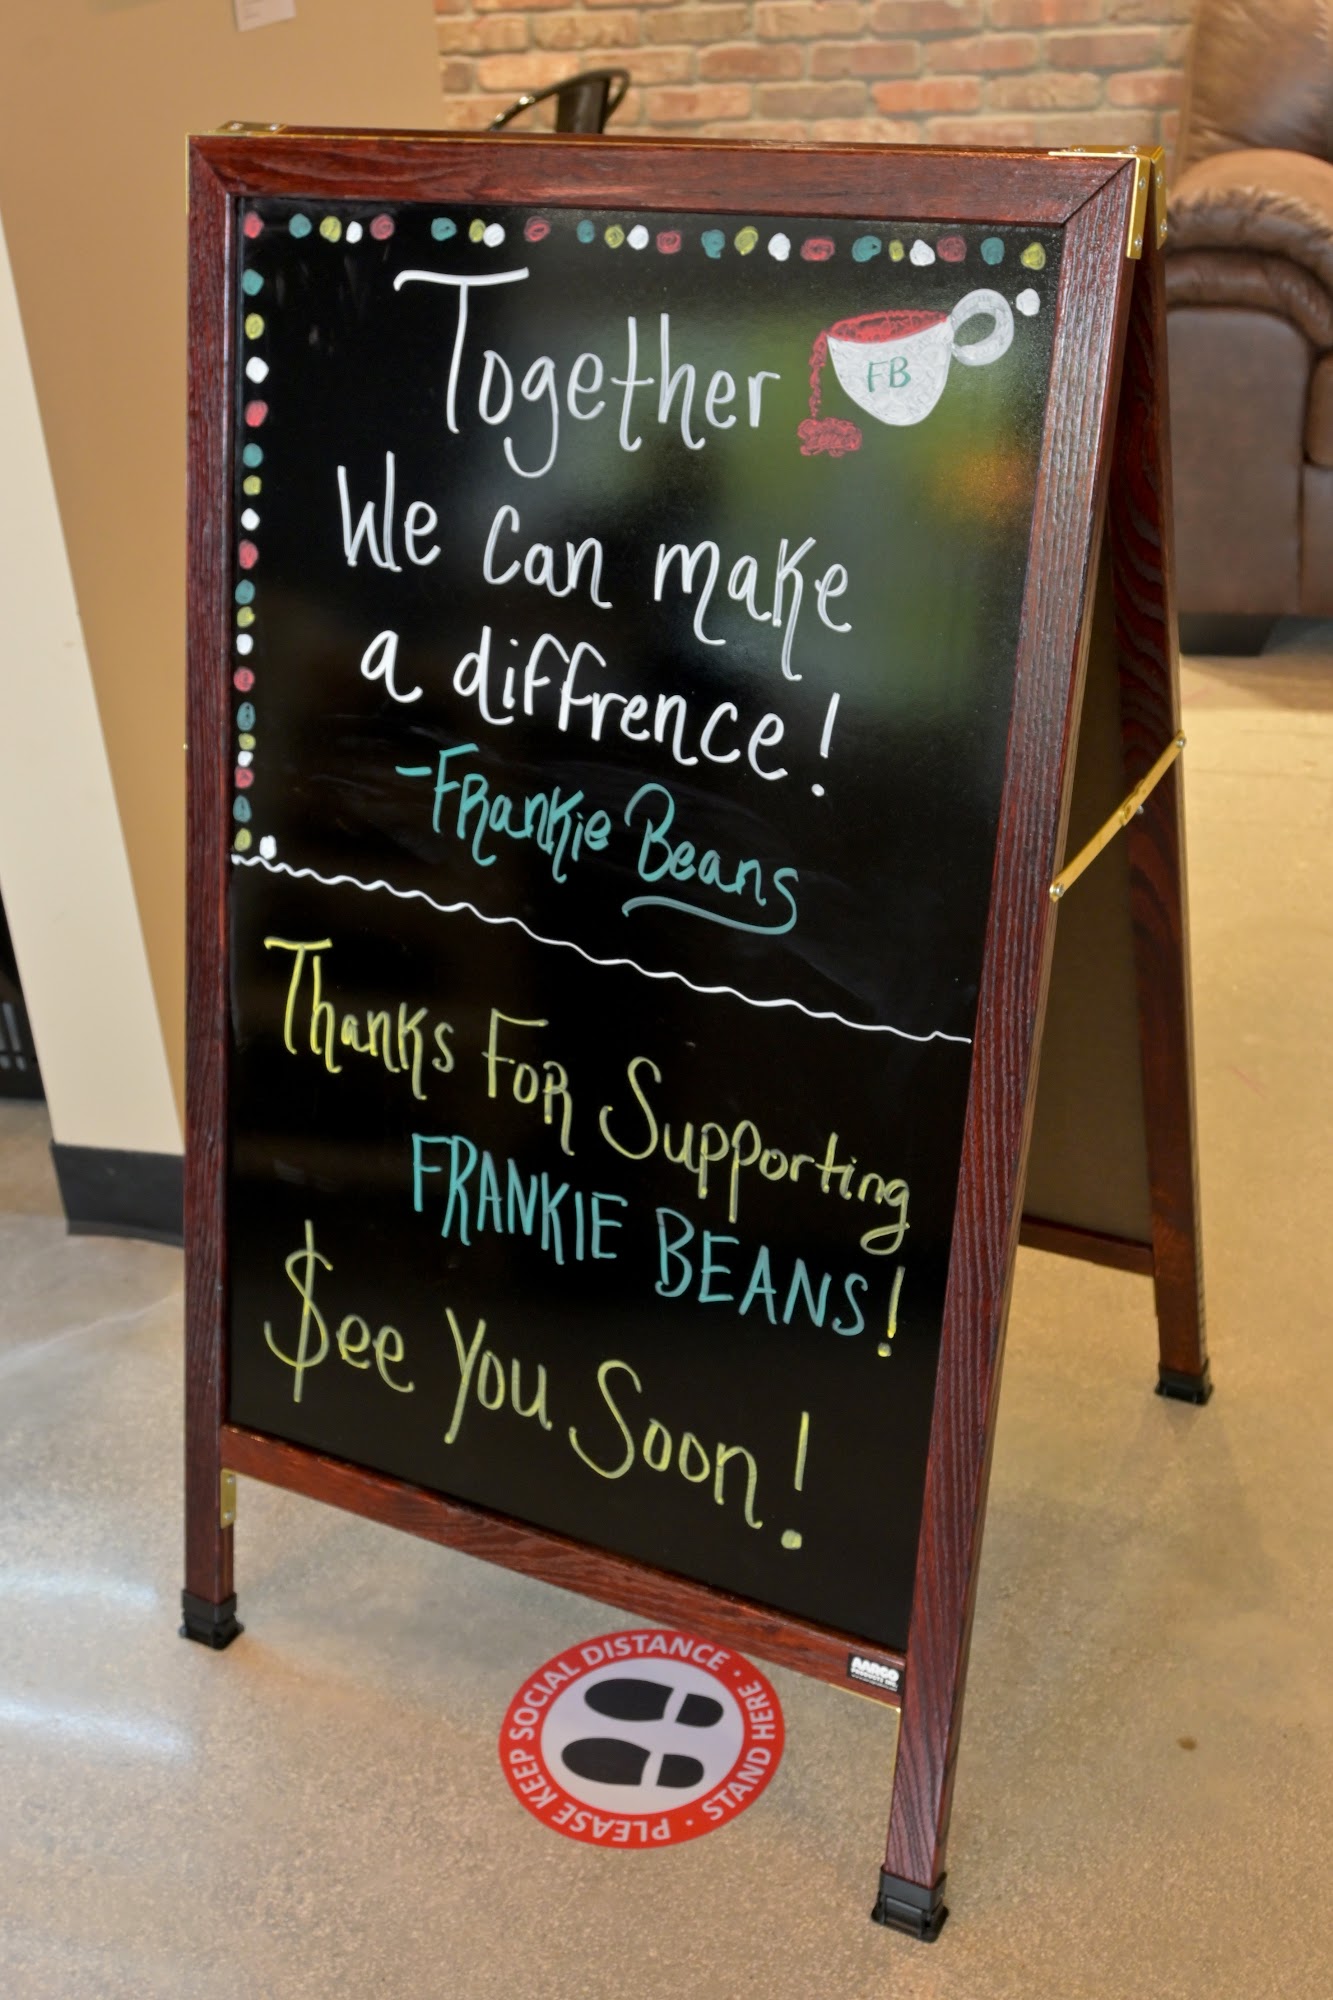 Together
FB
We Can make
a diffrence!
-Frankie Beans
Thanks For Supporting
FRANKIE BEANS!
$ee You Soon!
AARCO
PLEASE KEEP SOCIAL DISTANCE · STAND HERE ·